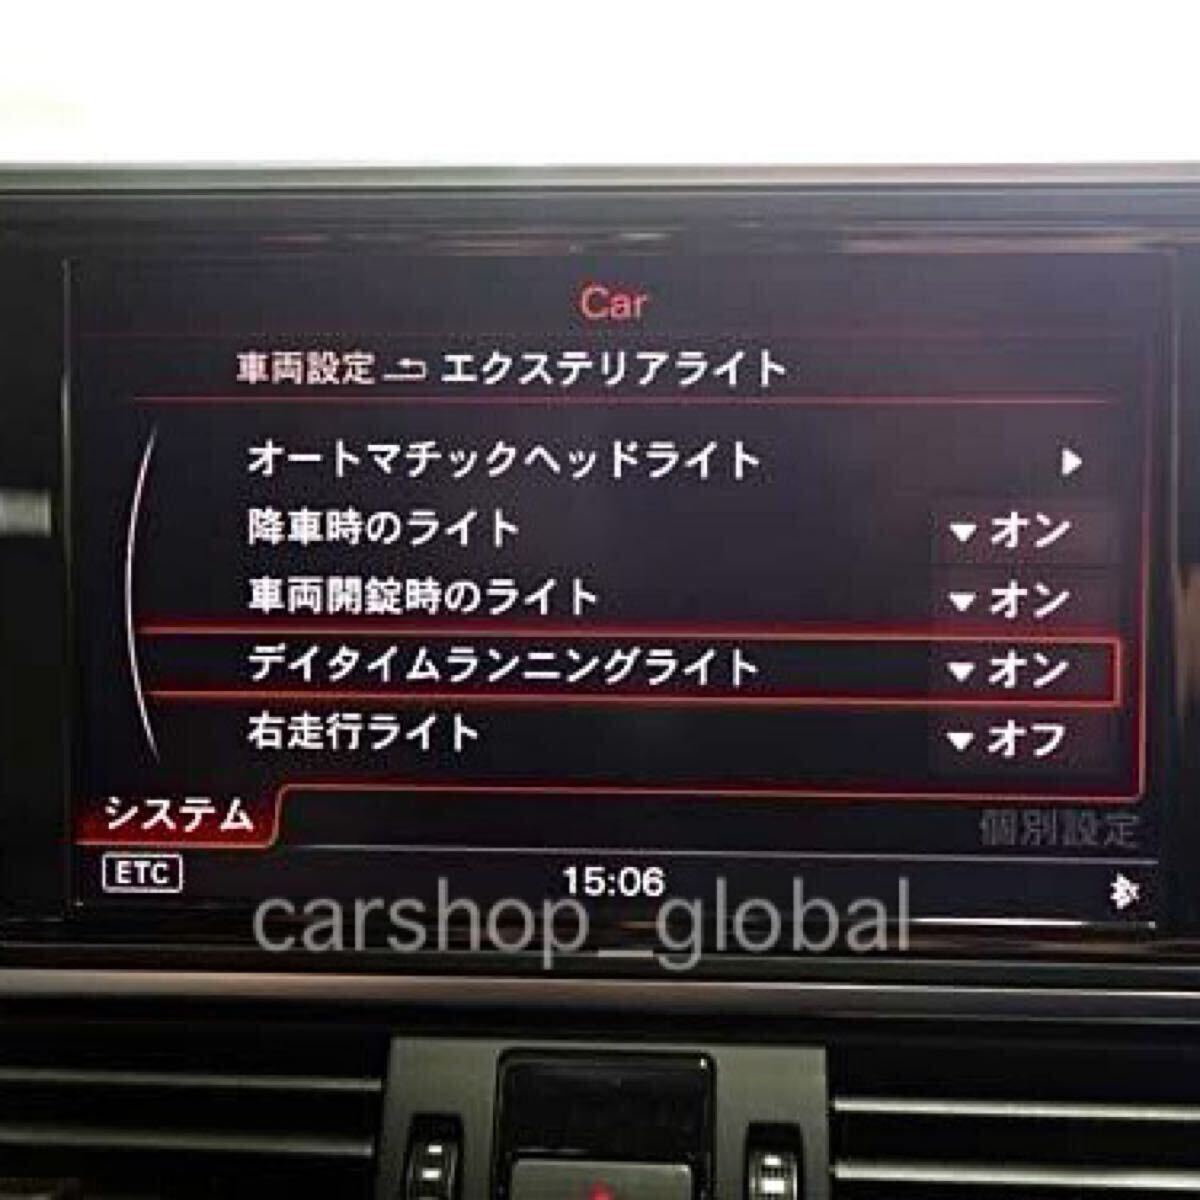 Car
車両設定 エクステリアライト
オートマチックヘッドライト
降車時のライト オン
車両開錠時のライト オン
デイタイムランニングライト オン
右走行ライト オフ
システム
個別設定
ETC
15:06
carshop_global